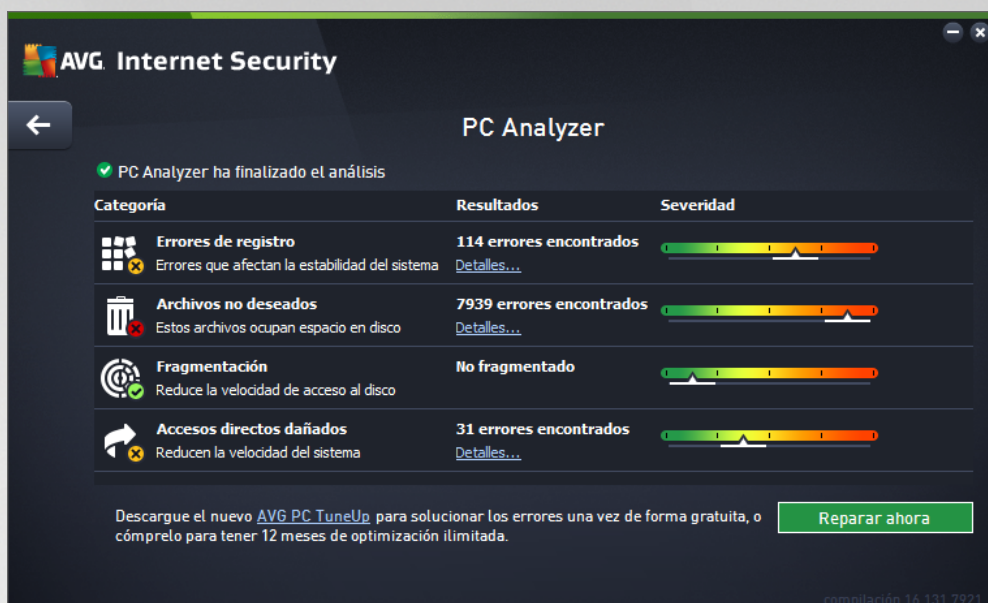 AVG. Internet Security
PC Analyzer
PC Analyzer ha finalizado el análisis
Categoría Resultados Severidad
Errores de registro 114 errores encontrados
Errores que afectan la estabilidad del sistema Detalles...
Archivos no deseados 7939 errores encontrados
Estos archivos ocupan espacio en disco Detalles...
Fragmentación No fragmentado
Reduce la velocidad de acceso al disco
Accesos directos dañados 31 errores encontrados
Reducen la velocidad del sistema Detalles...
Descargue el nuevo AVG PC TuneUp para solucionar los errores una vez de forma gratuita, o
cómprelo para tener 12 meses de optimización ilimitada.
Reparar ahora
compilación 16.131.7921